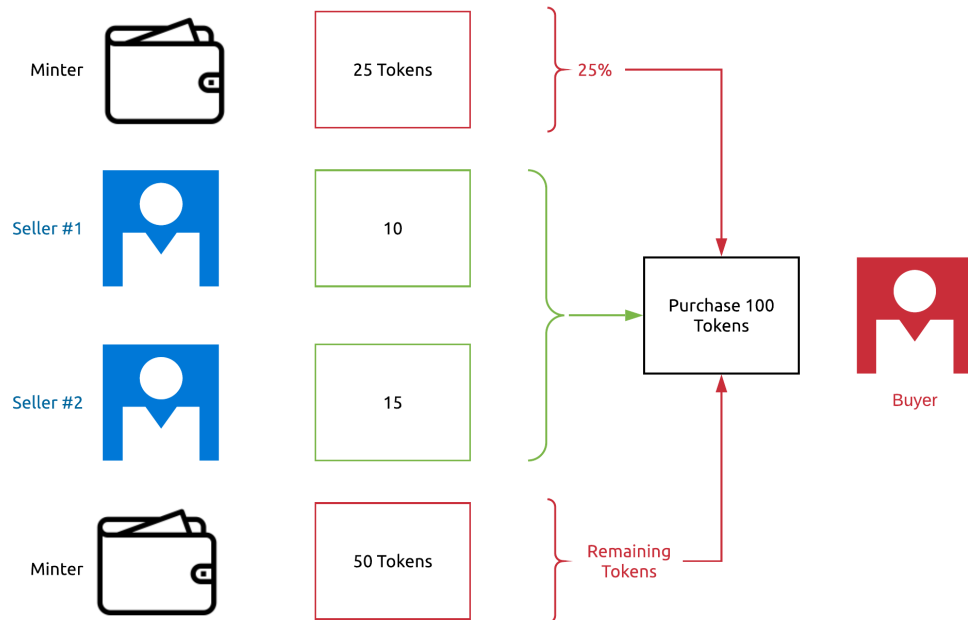 Minter
25 Tokens
25%
Seller #1
10
Purchase 100
Tokens
Seller #2
15
Buyer
Minter
50 Tokens
Remaining
Tokens